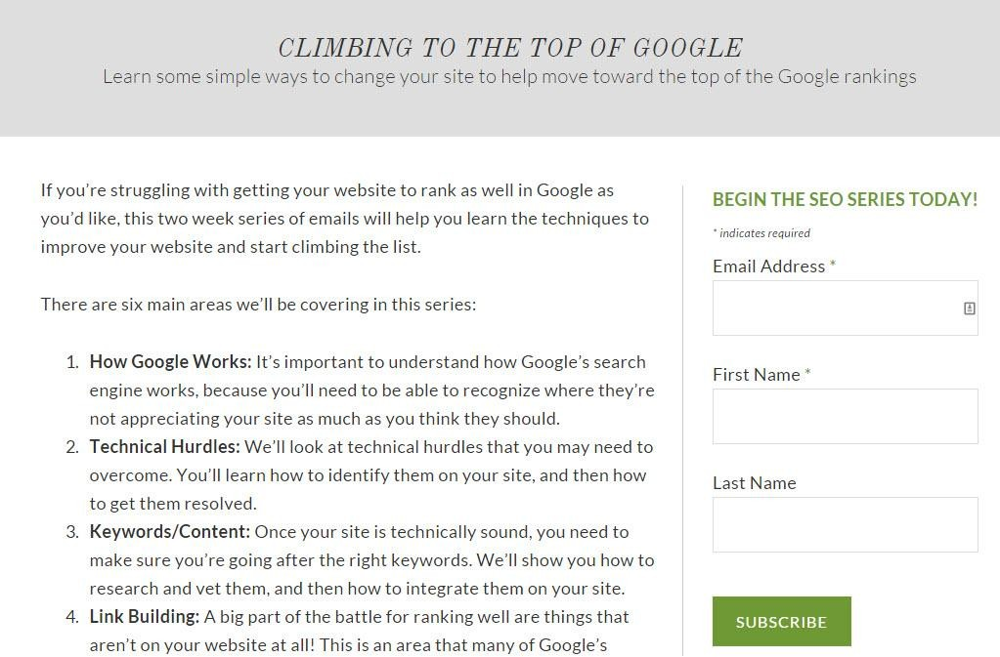 CLIMBING TO THE TOP OF GOOGLE
Learn some simple ways to change your site to help move toward the top of the Google rankings
If you’re struggling with getting your website to rank as well in Google as
you’d like, this two week series of emails will help you learn the techniques to
improve your website and start climbing the list.
There are six main areas we’ll be covering in this series:
1. How Google Works: It’s important to understand how Google’s search
engine works, because you’ll need to be able to recognize where they’re
not appreciating your site as much as you think they should.
2. Technical Hurdles: We’ll look at technical hurdles that you may need to
overcome. You’ll learn how to identify them on your site, and then how
to get them resolved.
3. Keywords/Content: Once your site is technically sound, you need to
make sure you’re going after the right keywords. We’ll show you how to
research and vet them, and then how to integrate them on your site.
4. Link Building: A big part of the battle for ranking well are things that
aren’t on your website at all! This is an area that many of Google’s
BEGIN THE SEO SERIES TODAY!
* indicates required
Email Address *
First Name *
Last Name
SUBSCRIBE